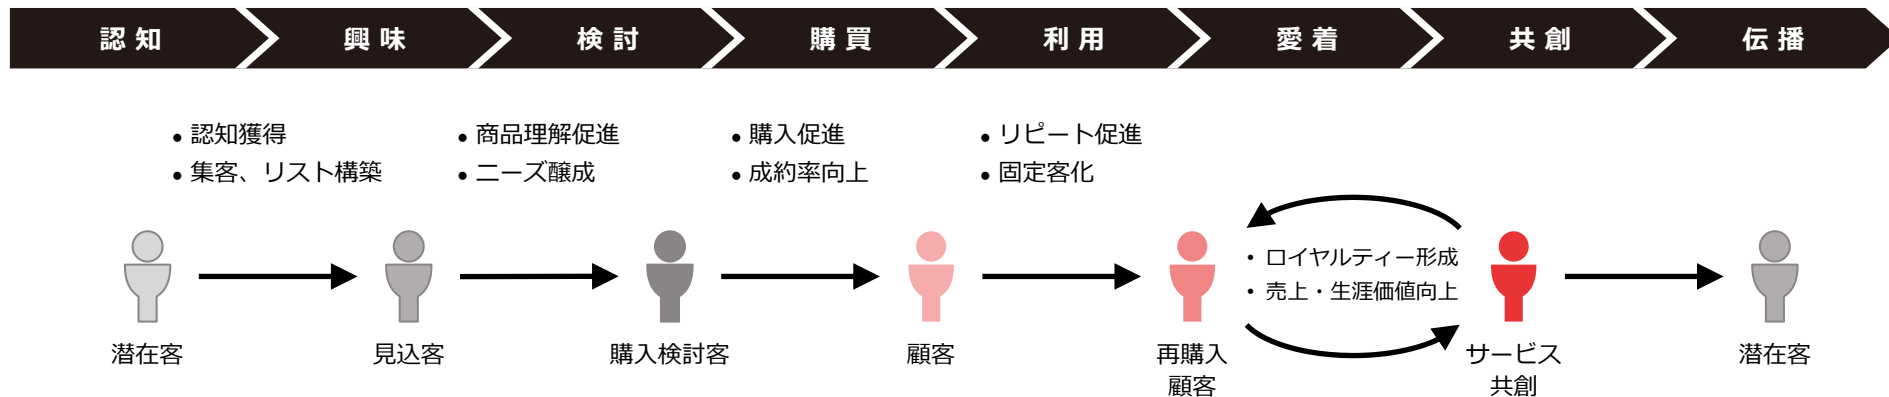 認知
興味
検討
購買
利用
愛着
共創
伝播
• 認知獲得
• 集客、リスト構築
• 商品理解促進
• ニーズ醸成
• 購入促進
• 成約率向上
• リピート促進
• 固定客化
• ロイヤルティー形成
• 売上・生涯価値向上
潜在客
見込客
購入検討客
顧客
再購入
顧客
サービス
共創
潜在客